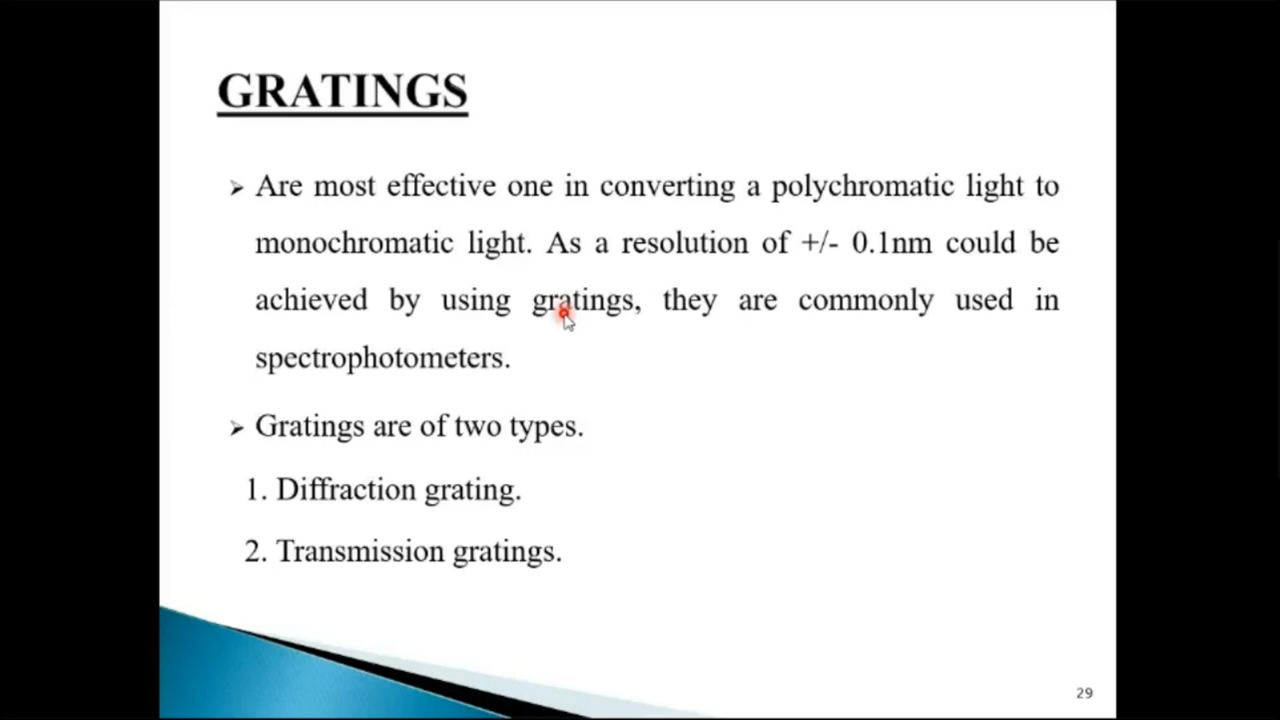 GRATINGS
➢ Are most effective one in converting a polychromatic light to
monochromatic light. As a resolution of +/- 0.1nm could be
achieved by using gratings, they are commonly used in
spectrophotometers.
➢ Gratings are of two types.
1. Diffraction grating.
2. Transmission gratings.
29